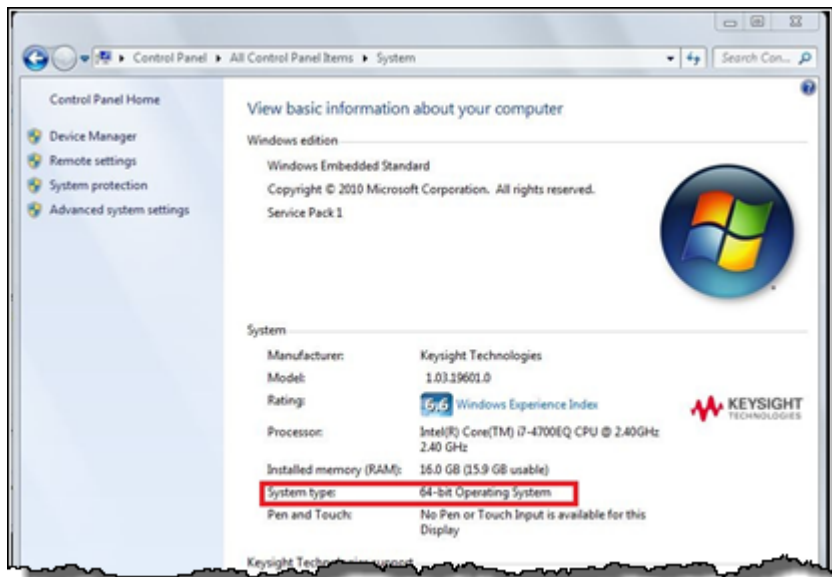 Control Panel ▸ All Control Panel Items ▸ System
Search Con...
Control Panel Home
Device Manager
Remote settings
System protection
Advanced system settings
View basic information about your computer
Windows edition
Windows Embedded Standard
Copyright © 2010 Microsoft Corporation. All rights reserved.
Service Pack 1
System
Manufacturer: Keysight Technologies
Model: 1.03.19601.0
Rating: 6,6 Windows Experience Index
KEYSIGHT
TECHNOLOGIES
Processor: Intel(R) Core(TM) i7-4700EQ CPU @ 2.40GHz
2.40 GHz
Installed memory (RAM): 16.0 GB (15.9 GB usable)
System type: 64-bit Operating System
Pen and Touch: No Pen or Touch Input is available for this
Display
Keysight Technologies support